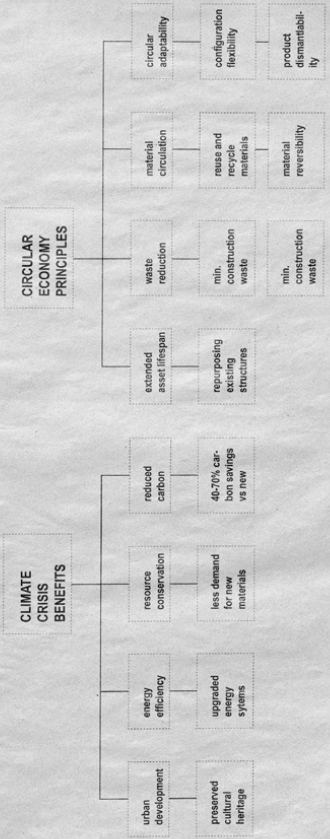 CLIMATE
CRISIS
BENEFITS
urban
development
energy
efficiency
resource
conservation
reduced
carbon
preserved
cultural
heritage
upgraded
energy
sytems
less demand
for new
materials
40-70% car-
bon savings
vs new
CIRCULAR
ECONOMY
PRINCIPLES
extended
asset lifespan
waste
reduction
material
circulation
circular
adaptability
repurposing
existing
structures
min.
construction
waste
reuse and
recycle
materials
configuration
flexibility
min.
construction
waste
material
reversibility
product
dismantlabil-
ity